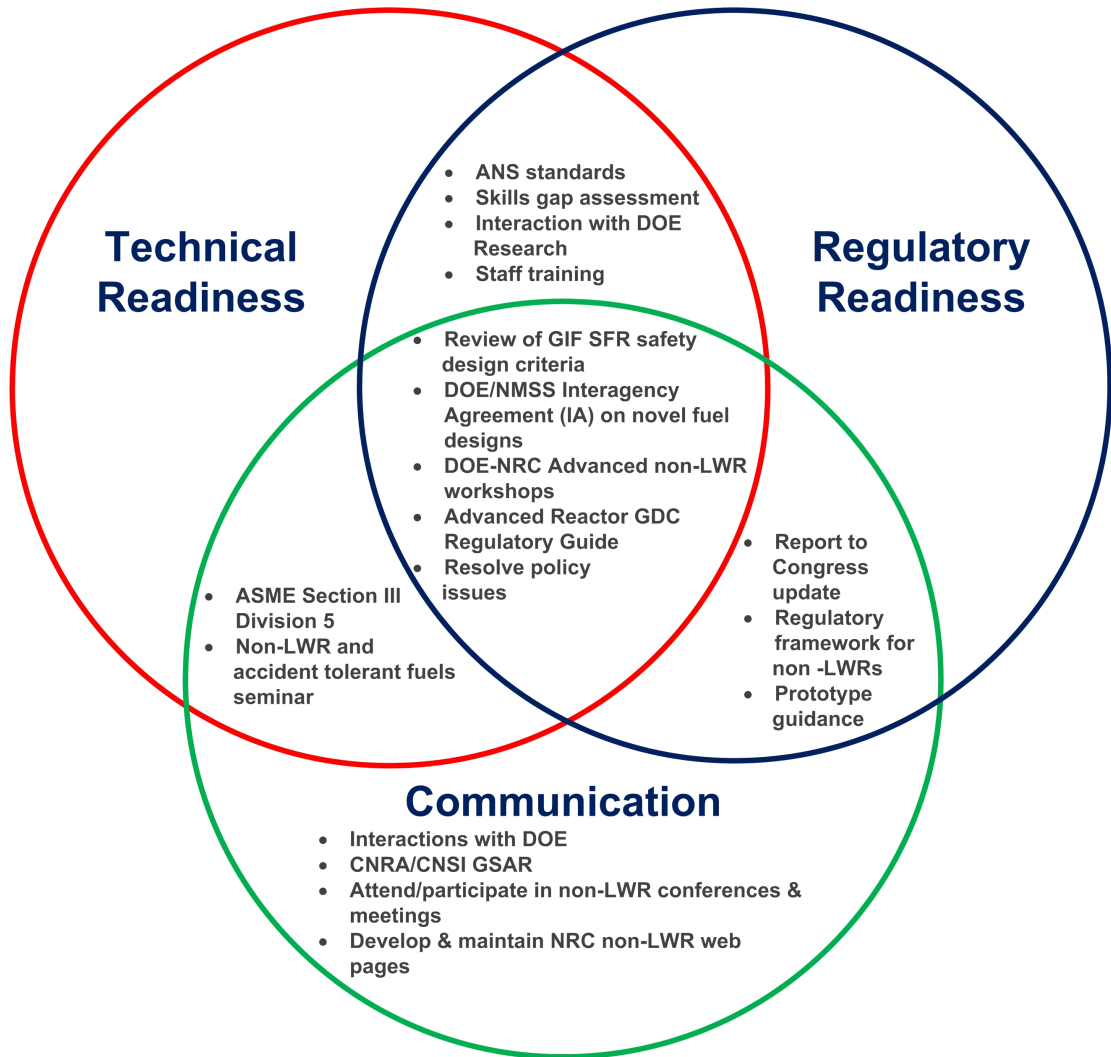 • ANS standards
• Skills gap assessment
• Interaction with DOE
Research
• Staff training
Technical
Readiness
Regulatory
Readiness
• Review of GIF SFR safety
design criteria
• DOE/NMSS Interagency
Agreement (IA) on novel fuel
designs
• DOE-NRC Advanced non-LWR
workshops
• Advanced Reactor GDC
Regulatory Guide
• Resolve policy
issues
• Report to
Congress
update
• Regulatory
framework for
non -LWRs
• Prototype
guidance
• ASME Section III
Division 5
• Non-LWR and
accident tolerant fuels
seminar
Communication
• Interactions with DOE
• CNRA/CNSI GSAR
• Attend/participate in non-LWR conferences &
meetings
• Develop & maintain NRC non-LWR web
pages